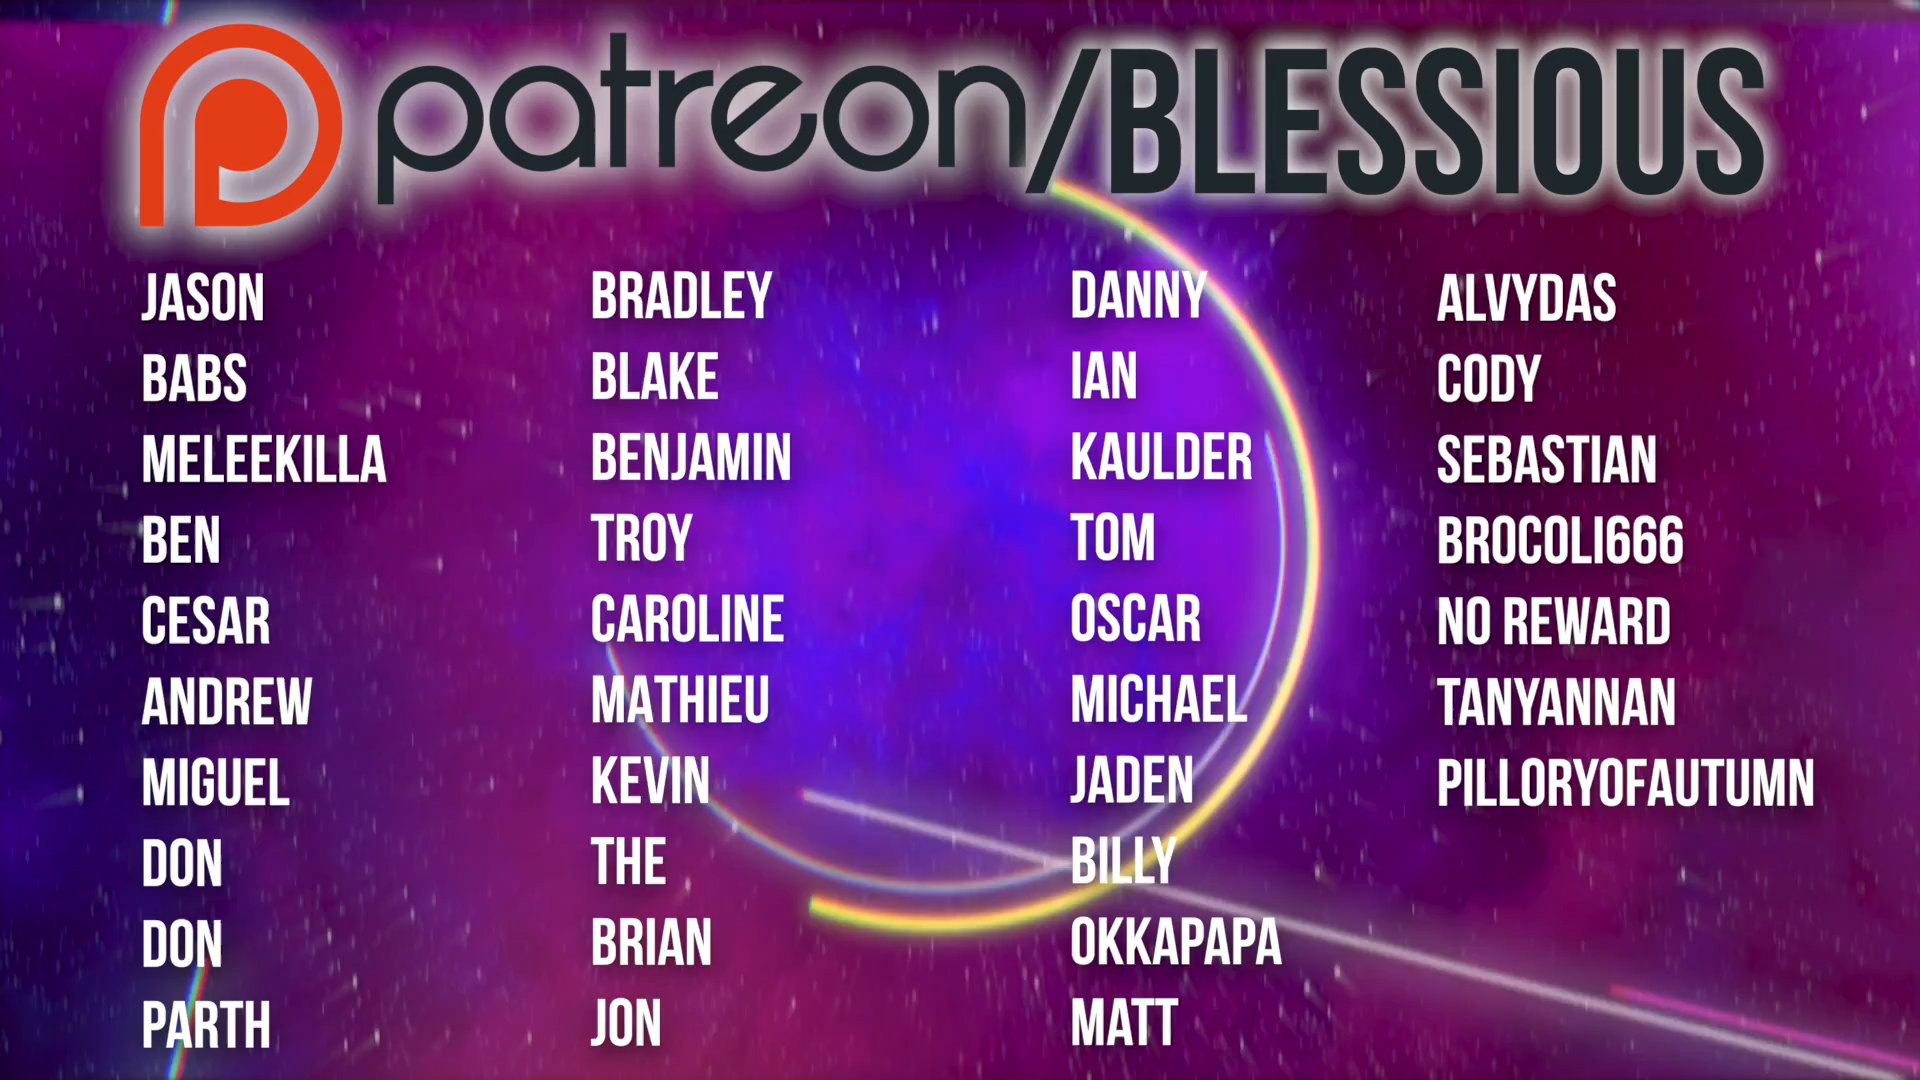 patreon/BLESSIOUS
JASON
BABS
MELEEKILLA
BEN
CESAR
ANDREW
MIGUEL
DON
DON
PARTH
BRADLEY
BLAKE
BENJAMIN
TROY
CAROLINE
MATHIEU
KEVIN
THE
BRIAN
JON
DANNY
IAN
KAULDER
TOM
OSCAR
MICHAEL
JADEN
BILLY
OKKAPAPA
MATT
ALVYDAS
CODY
SEBASTIAN
BROCOLI666
NO REWARD
TANYANNAN
PILLORYOFAUTUMN